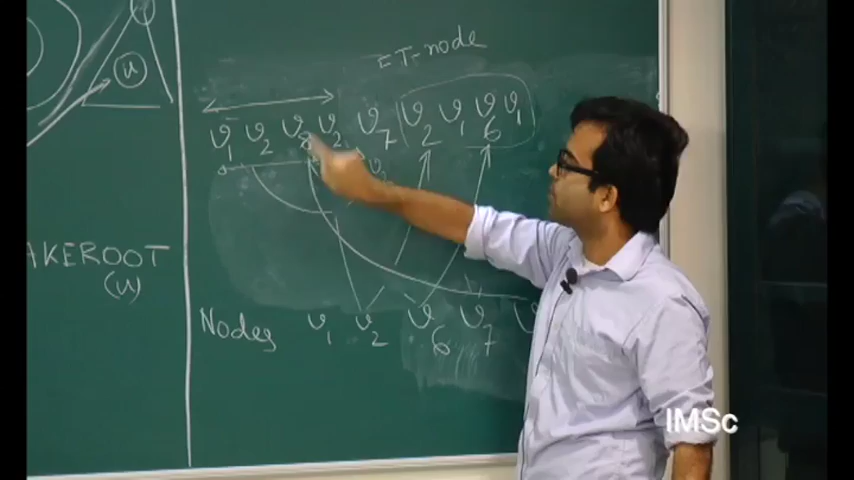 u
AKEROOT
(u)
ET-node
v1 v2 v8 v2 v7 v2 v1 v6 v1
Nodes v1 v2 v6 v7
IMSc